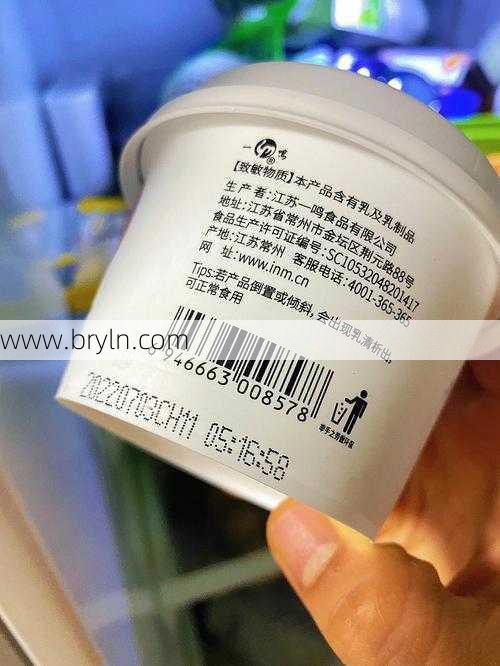 一鸣
【致敏物质】本产品含有乳及乳制品
生产者:江苏一鸣食品有限公司
地址:江苏省常州市金坛区荆元路88号
食品生产许可证编号:SC10532048201417
产地:江苏常州 客服电话:4001-365-365
网 址:www.inm.cn
Tips:若产品倒置或倾斜,会出现乳清析出,
可正常食用
www.bryln.com
946663 008578
20220703CH11 05:16:58